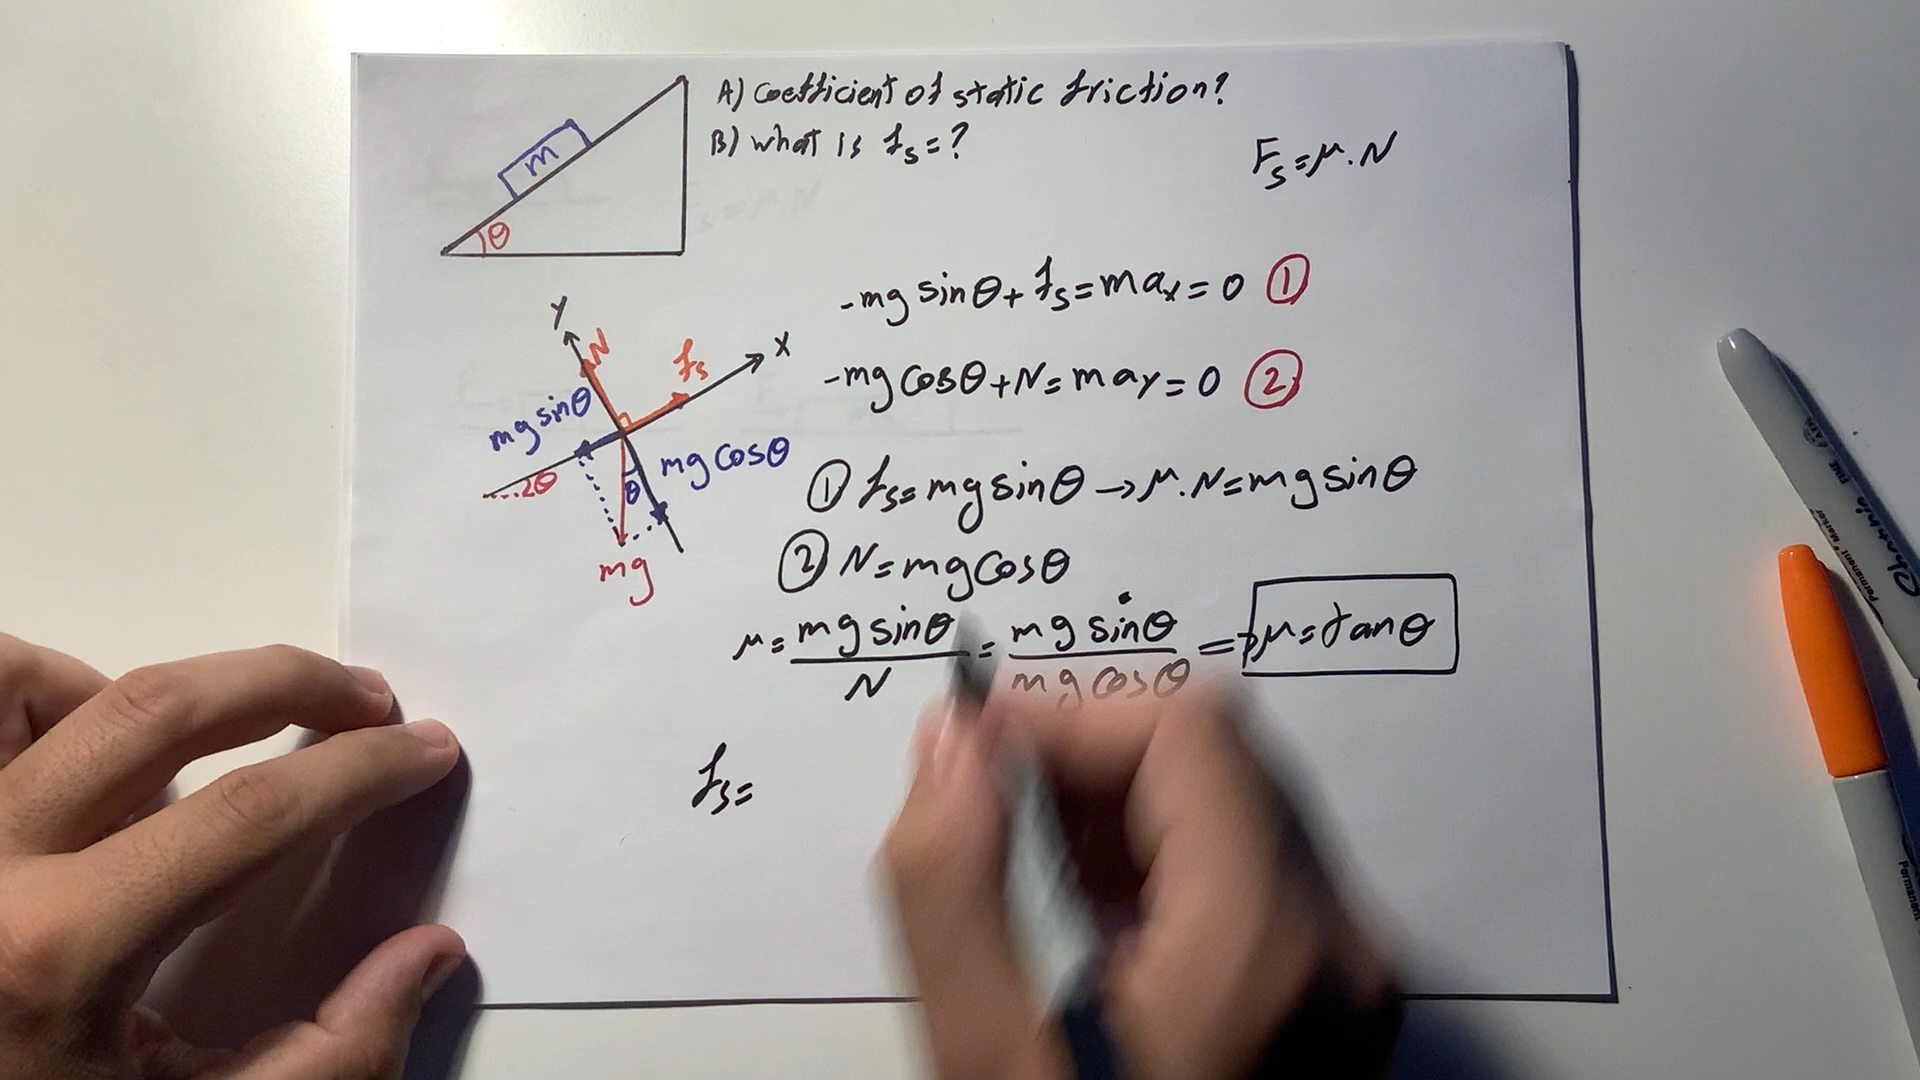 A) Coefficient of static friction?
B) what is fs=?
Fs=μ.N
m
θ
-mg sinθ + fs = max = 0 ①
-mg cosθ + N = may = 0 ②
Y
N
fs
X
mg sinθ
mg cosθ
θ
θ
mg
① fs = mg sinθ → μ.N = mg sinθ
② N = mg cosθ
μ = mg sinθ / N = mg sinθ / mg cosθ => μ = tanθ
fs =
Permanent Marker
FINE
Permanent